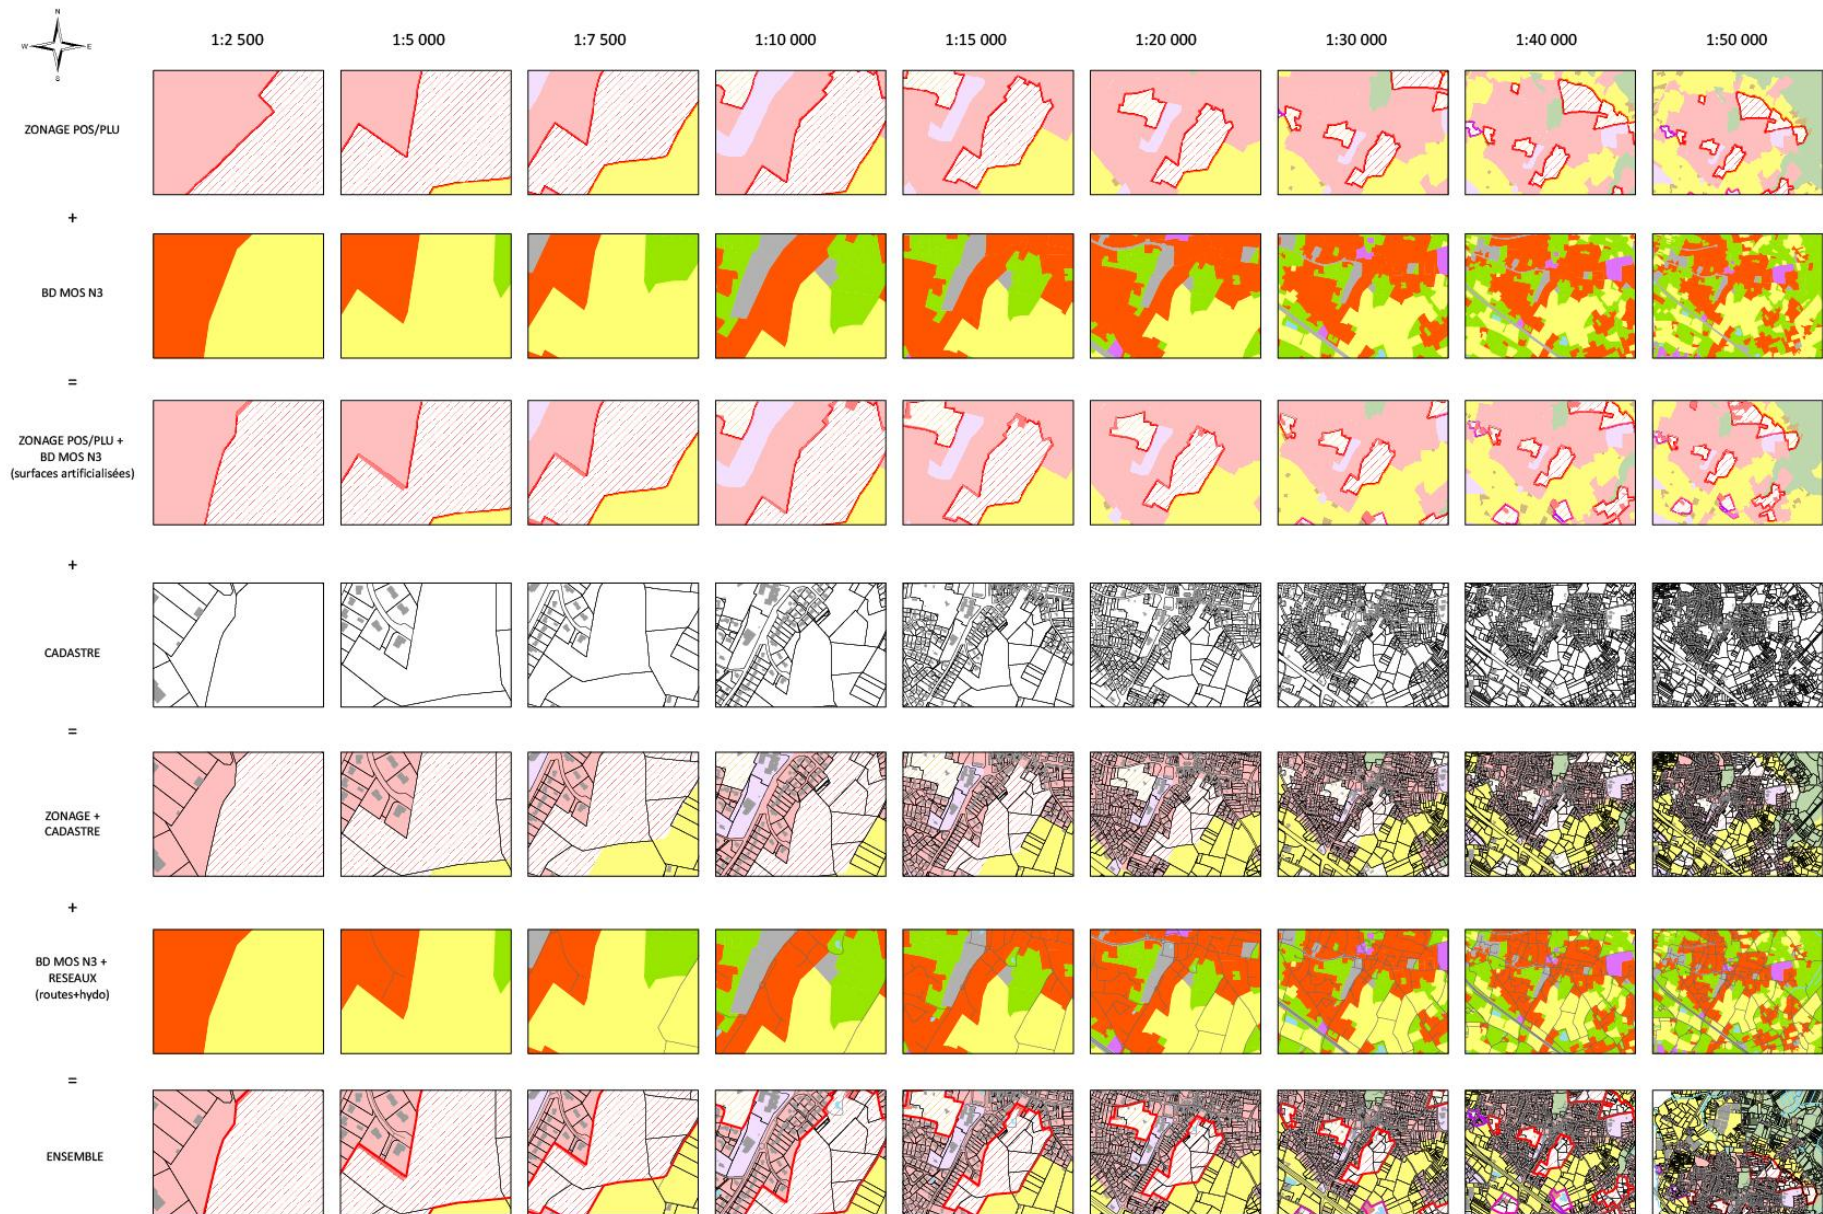 N
W E
S
1:2 500 1:5 000 1:7 500 1:10 000 1:15 000 1:20 000 1:30 000 1:40 000 1:50 000
ZONAGE POS/PLU
+
BD MOS N3
=
ZONAGE POS/PLU +
BD MOS N3
(surfaces artificialisées)
+
CADASTRE
=
ZONAGE +
CADASTRE
+
BD MOS N3 +
RESEAUX
(routes+hydo)
=
ENSEMBLE